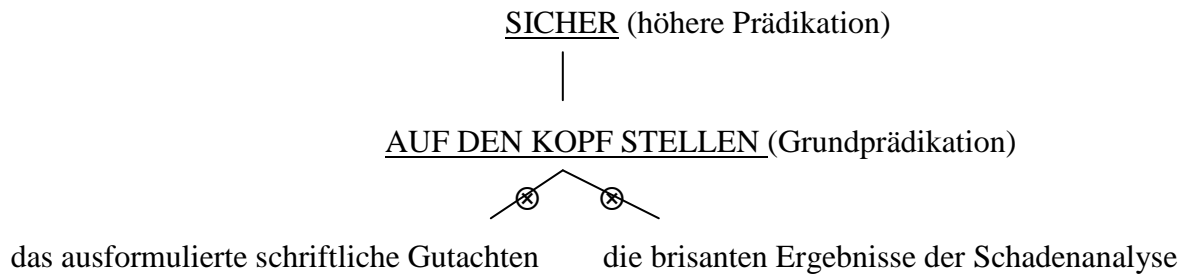 SICHER (höhere Prädikation)
AUF DEN KOPF STELLEN (Grundprädikation)
das ausformulierte schriftliche Gutachten die brisanten Ergebnisse der Schadenanalyse